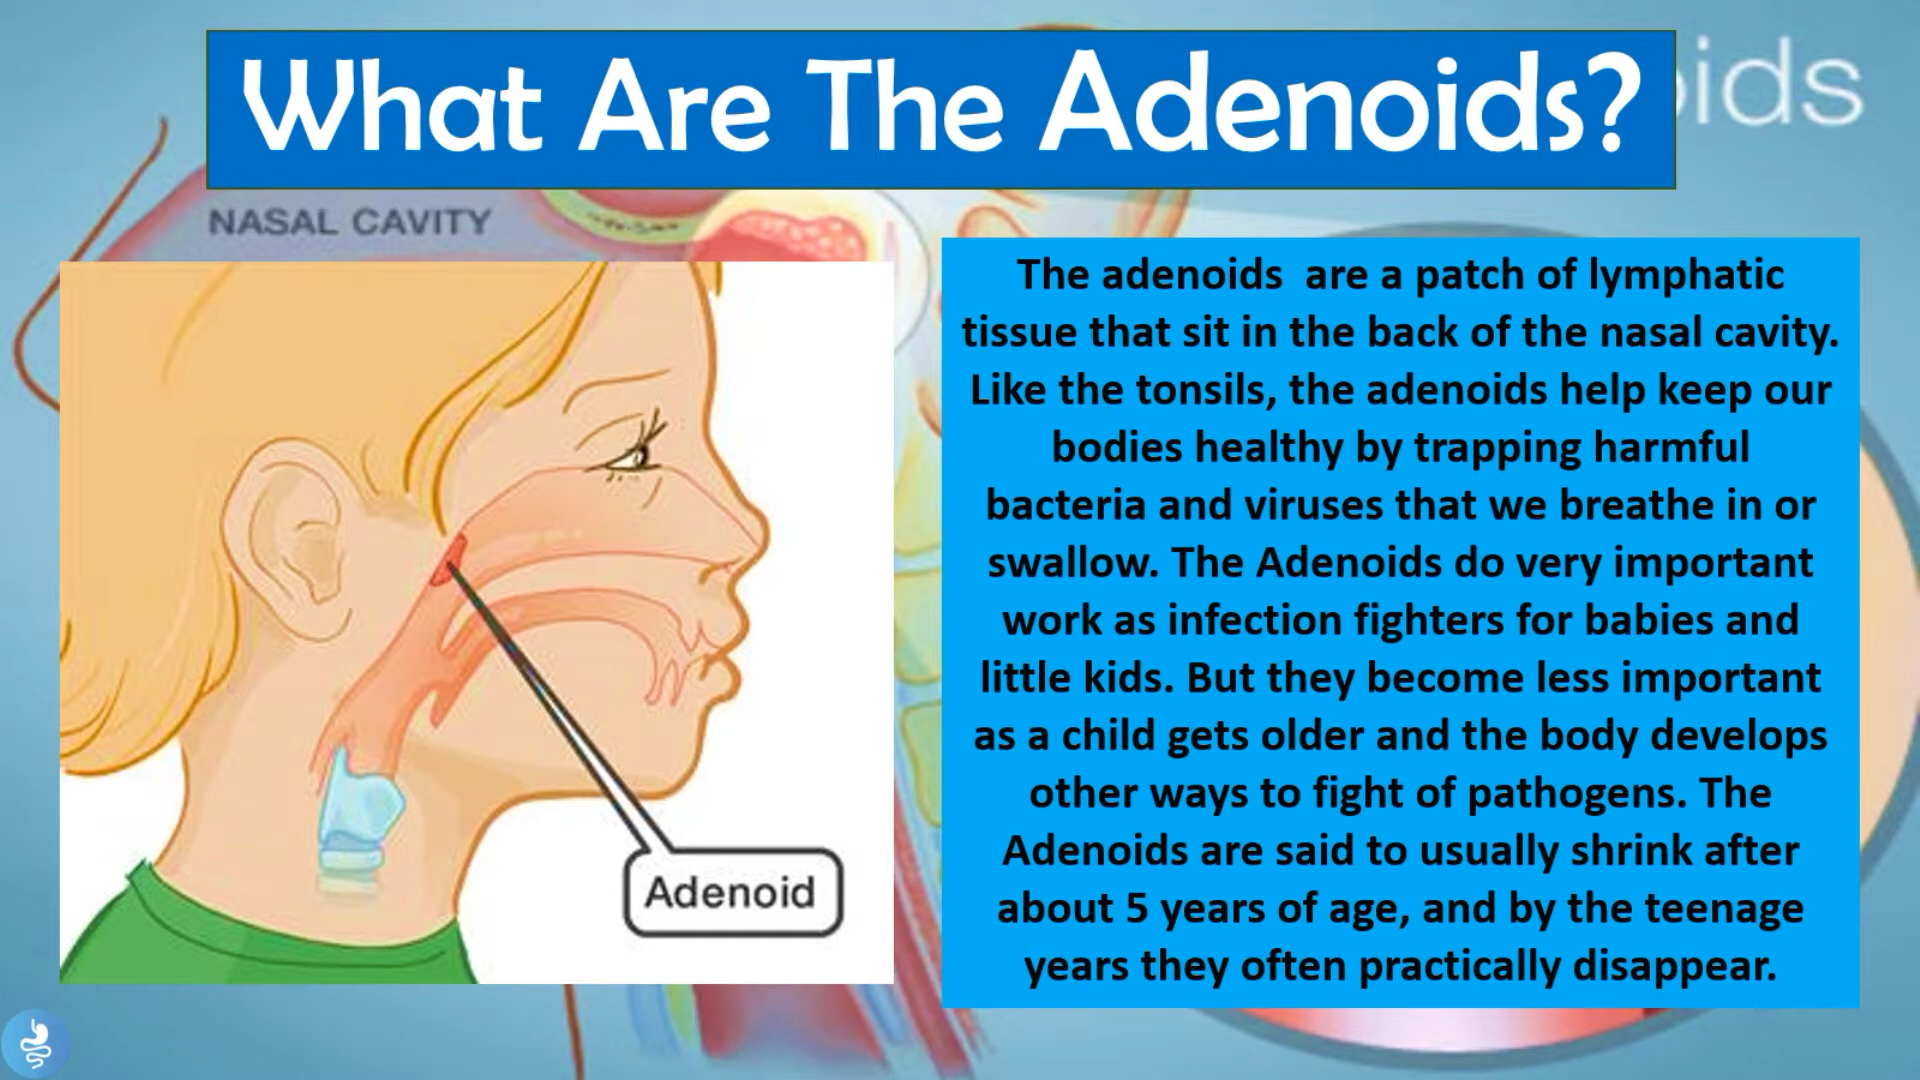 What Are The Adenoids?
oids
NASAL CAVITY
The adenoids  are a patch of lymphatic
tissue that sit in the back of the nasal cavity.
Like the tonsils, the adenoids help keep our
bodies healthy by trapping harmful
bacteria and viruses that we breathe in or
swallow. The Adenoids do very important
work as infection fighters for babies and
little kids. But they become less important
as a child gets older and the body develops
other ways to fight of pathogens. The
Adenoids are said to usually shrink after
about 5 years of age, and by the teenage
years they often practically disappear.
Adenoid